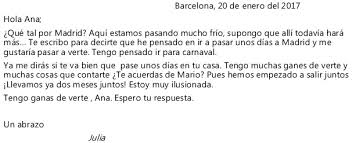 Barcelona, 20 de enero del 2017
Hola Ana;
¿Qué tal por Madrid? Aquí estamos pasando mucho frío, supongo que allí todavía hará
más... Te escribo para decirte que he pensado en ir a pasar unos días a Madrid y me
gustaría pasar a verte. Tengo pensado ir para carnaval.
Ya me dirás si te va bien que pase unos días en tu casa. Tengo muchas ganes de verte y
muchas cosas que contarte ¿Te acuerdas de Mario? Pues hemos empezado a salir juntos
¡Llevamos ya dos meses juntos! Estoy muy ilusionada.
Tengo ganas de verte , Ana. Espero tu respuesta.
Un abrazo
Julia